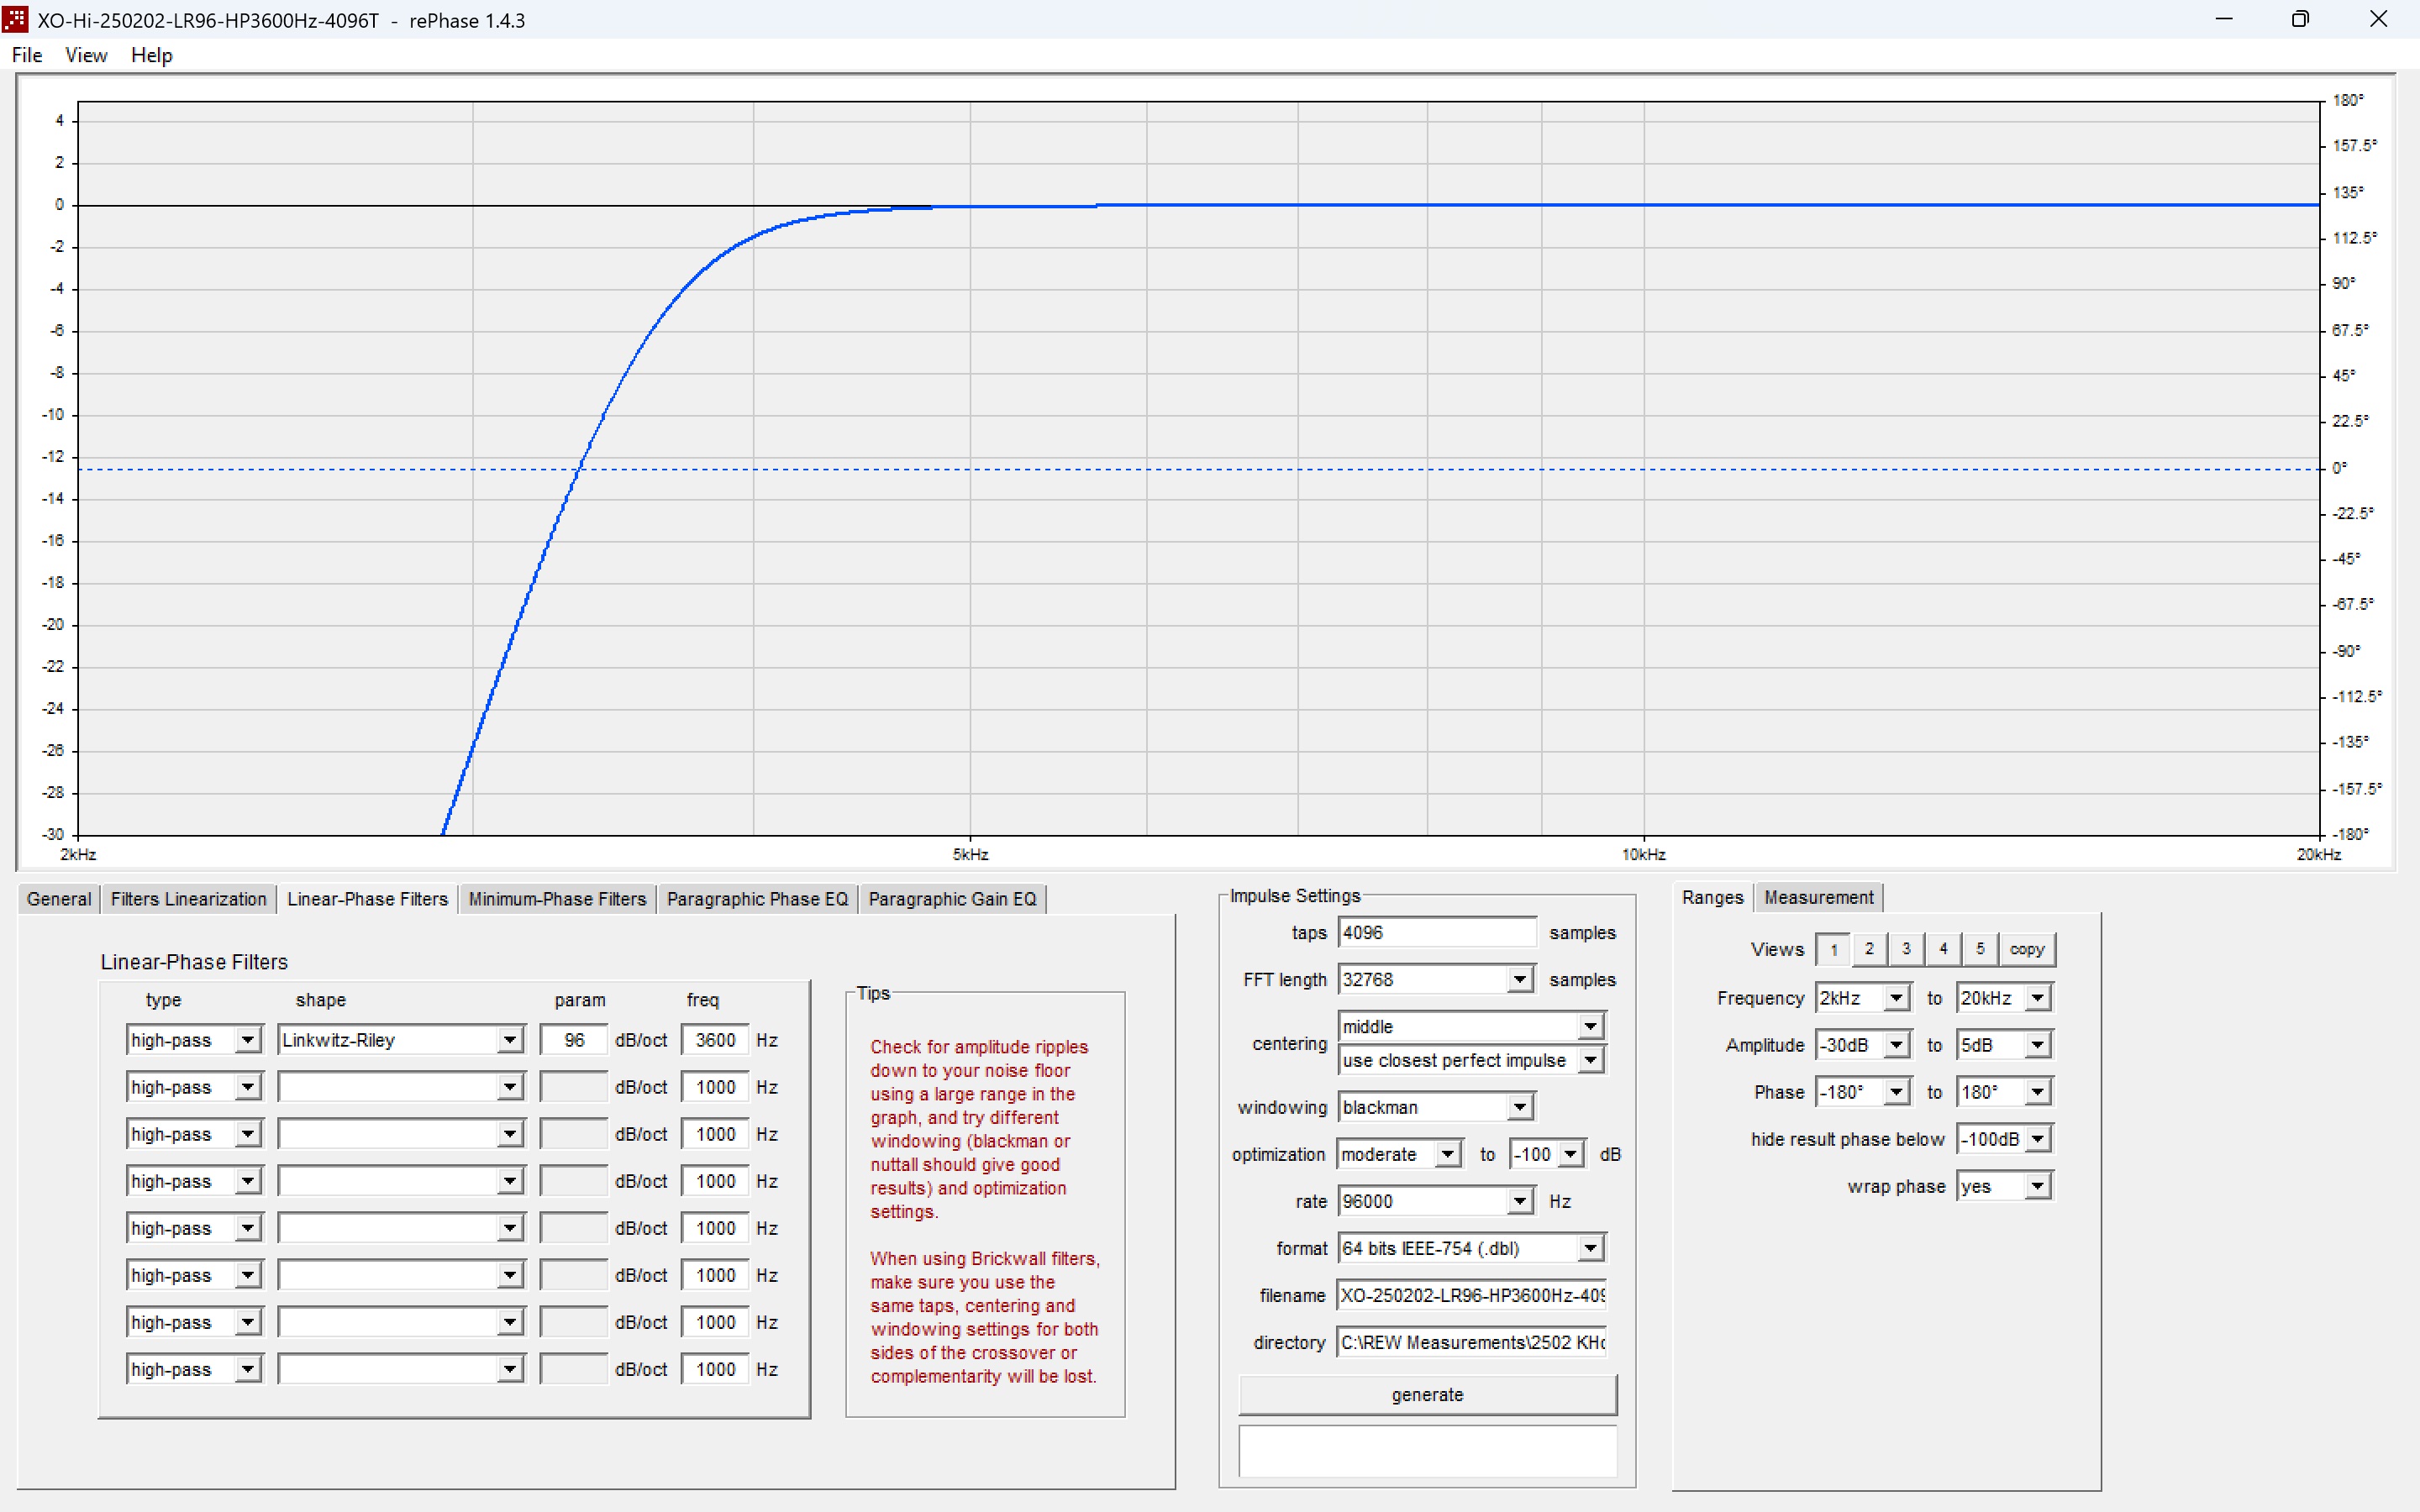 XO-Hi-250202-LR96-HP3600Hz-4096T - rePhase 1.4.3
File View Help
4
2
0
-2
-4
-6
-8
-10
-12
-14
-16
-18
-20
-22
-24
-26
-28
-30
180°
157.5°
135°
112.5°
90°
67.5°
45°
22.5°
0°
-22.5°
-45°
-67.5°
-90°
-112.5°
-135°
-157.5°
-180°
2kHz 5kHz 10kHz 20kHz
General Filters Linearization Linear-Phase Filters Minimum-Phase Filters Paragraphic Phase EQ Paragraphic Gain EQ
Linear-Phase Filters
type shape param freq
high-pass Linkwitz-Riley 96 dB/oct 3600 Hz
high-pass dB/oct 1000 Hz
high-pass dB/oct 1000 Hz
high-pass dB/oct 1000 Hz
high-pass dB/oct 1000 Hz
high-pass dB/oct 1000 Hz
high-pass dB/oct 1000 Hz
high-pass dB/oct 1000 Hz
Tips
Check for amplitude ripples
down to your noise floor
using a large range in the
graph, and try different
windowing (blackman or
nuttall should give good
results) and optimization
settings.
When using Brickwall filters,
make sure you use the
same taps, centering and
windowing settings for both
sides of the crossover or
complementarity will be lost.
Impulse Settings
taps 4096 samples
FFT length 32768 samples
centering middle
use closest perfect impulse
windowing blackman
optimization moderate to -100 dB
rate 96000 Hz
format 64 bits IEEE-754 (.dbl)
filename XO-250202-LR96-HP3600Hz-409
directory C:\REW Measurements\2502 KHo
generate
Ranges Measurement
Views 1 2 3 4 5 copy
Frequency 2kHz to 20kHz
Amplitude -30dB to 5dB
Phase -180° to 180°
hide result phase below -100dB
wrap phase yes